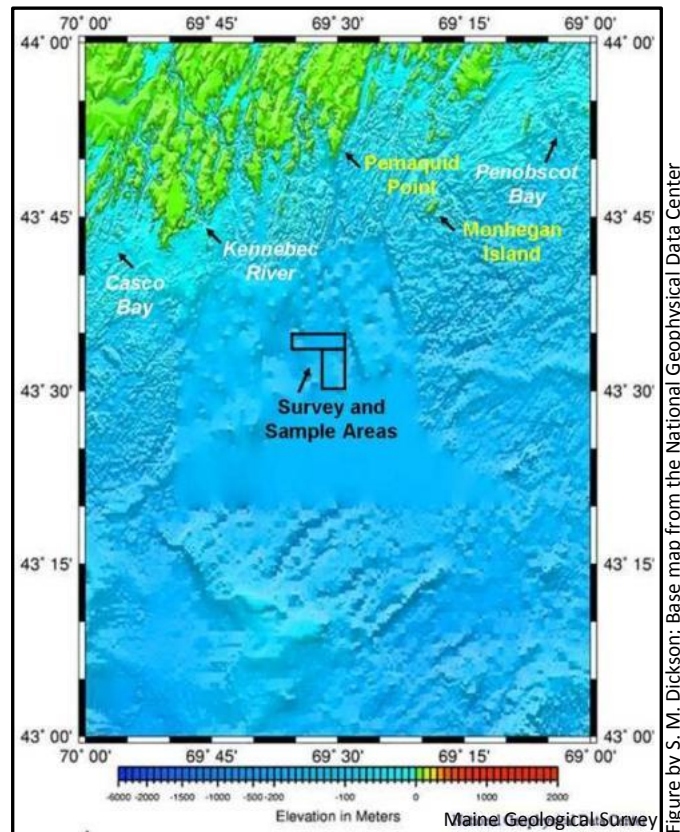 70° 00' 69° 45' 69° 30' 69° 15' 69° 00'
44° 00' 44° 00'
Pemaquid
Point
Penobscot
Bay
43° 45' 43° 45'
Monhegan
Island
Kennebec
River
Casco
Bay
43° 30' 43° 30'
Survey and
Sample Areas
43° 15' 43° 15'
43° 00' 43° 00'
70° 00' 69° 45' 69° 30' 69° 15' 69° 00'
-6000 -2000 -1500 -1000 -500 -200 -100 0 100 200 1000 2000
Elevation in Meters
Maine Geological Survey
Figure by S. M. Dickson; Base map from the National Geophysical Data Center